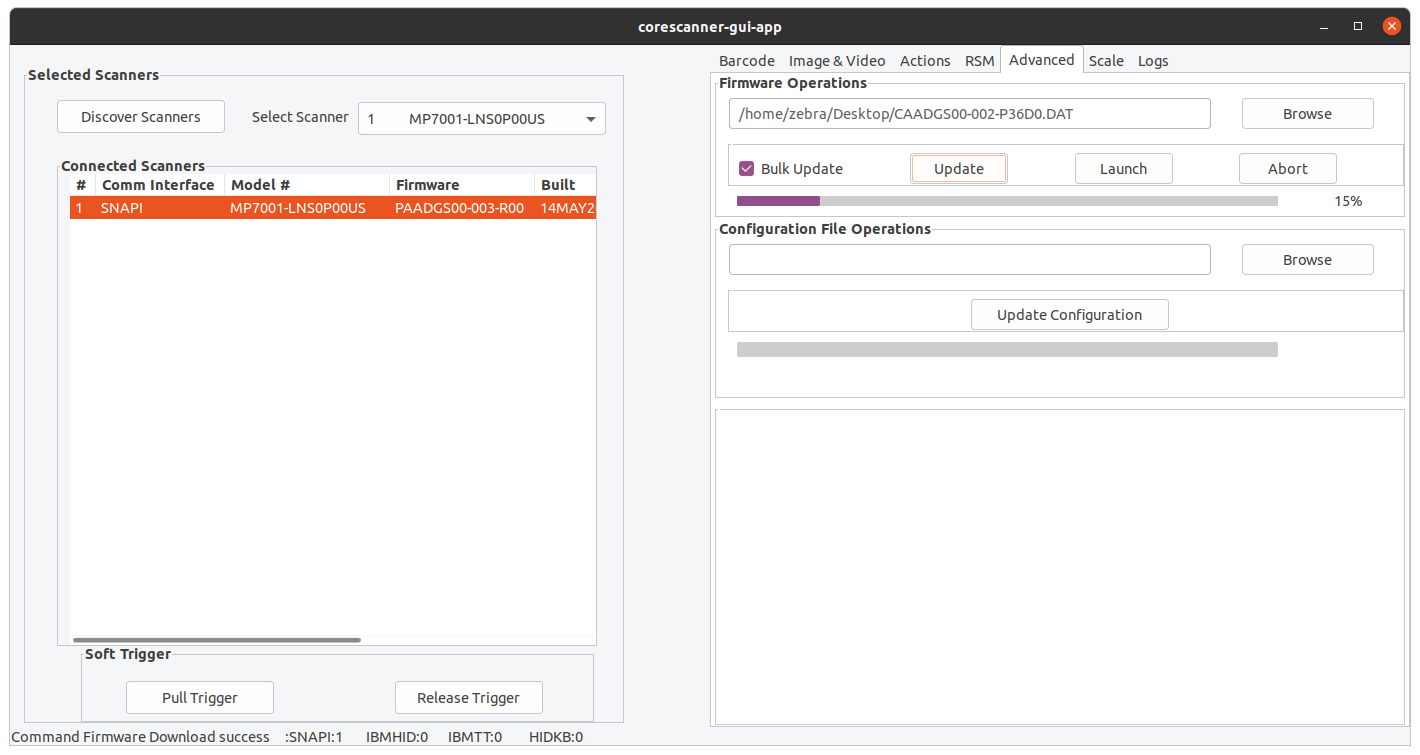 corescanner-gui-app
Selected Scanners
Discover Scanners
Select Scanner
1 MP7001-LNS0P00US
Connected Scanners
# Comm Interface Model # Firmware Built
1 SNAPI MP7001-LNS0P00US PAADGS00-003-R00 14MAY2
Soft Trigger
Pull Trigger
Release Trigger
Barcode Image & Video Actions RSM Advanced Scale Logs
Firmware Operations
/home/zebra/Desktop/CAADGS00-002-P36D0.DAT
Browse
Bulk Update
Update
Launch
Abort
15%
Configuration File Operations
Browse
Update Configuration
Command Firmware Download success :SNAPI:1 IBMHID:0 IBMTT:0 HIDKB:0